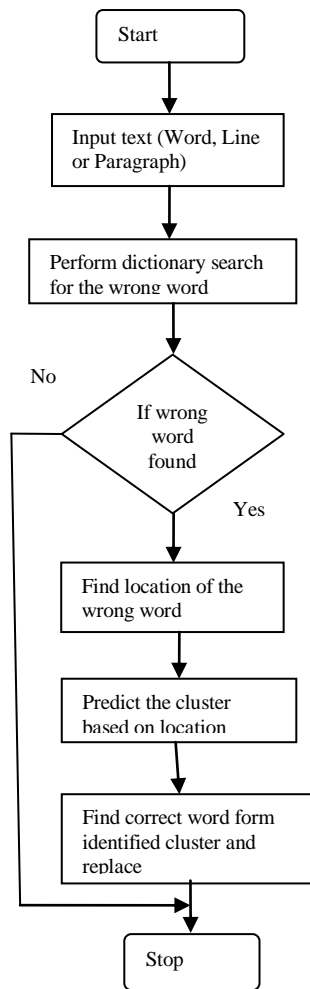 Start
Input text (Word, Line
or Paragraph)
Perform dictionary search
for the wrong word
No
If wrong
word
found
Yes
Find location of the
wrong word
Predict the cluster
based on location
Find correct word form
identified cluster and
replace
Stop